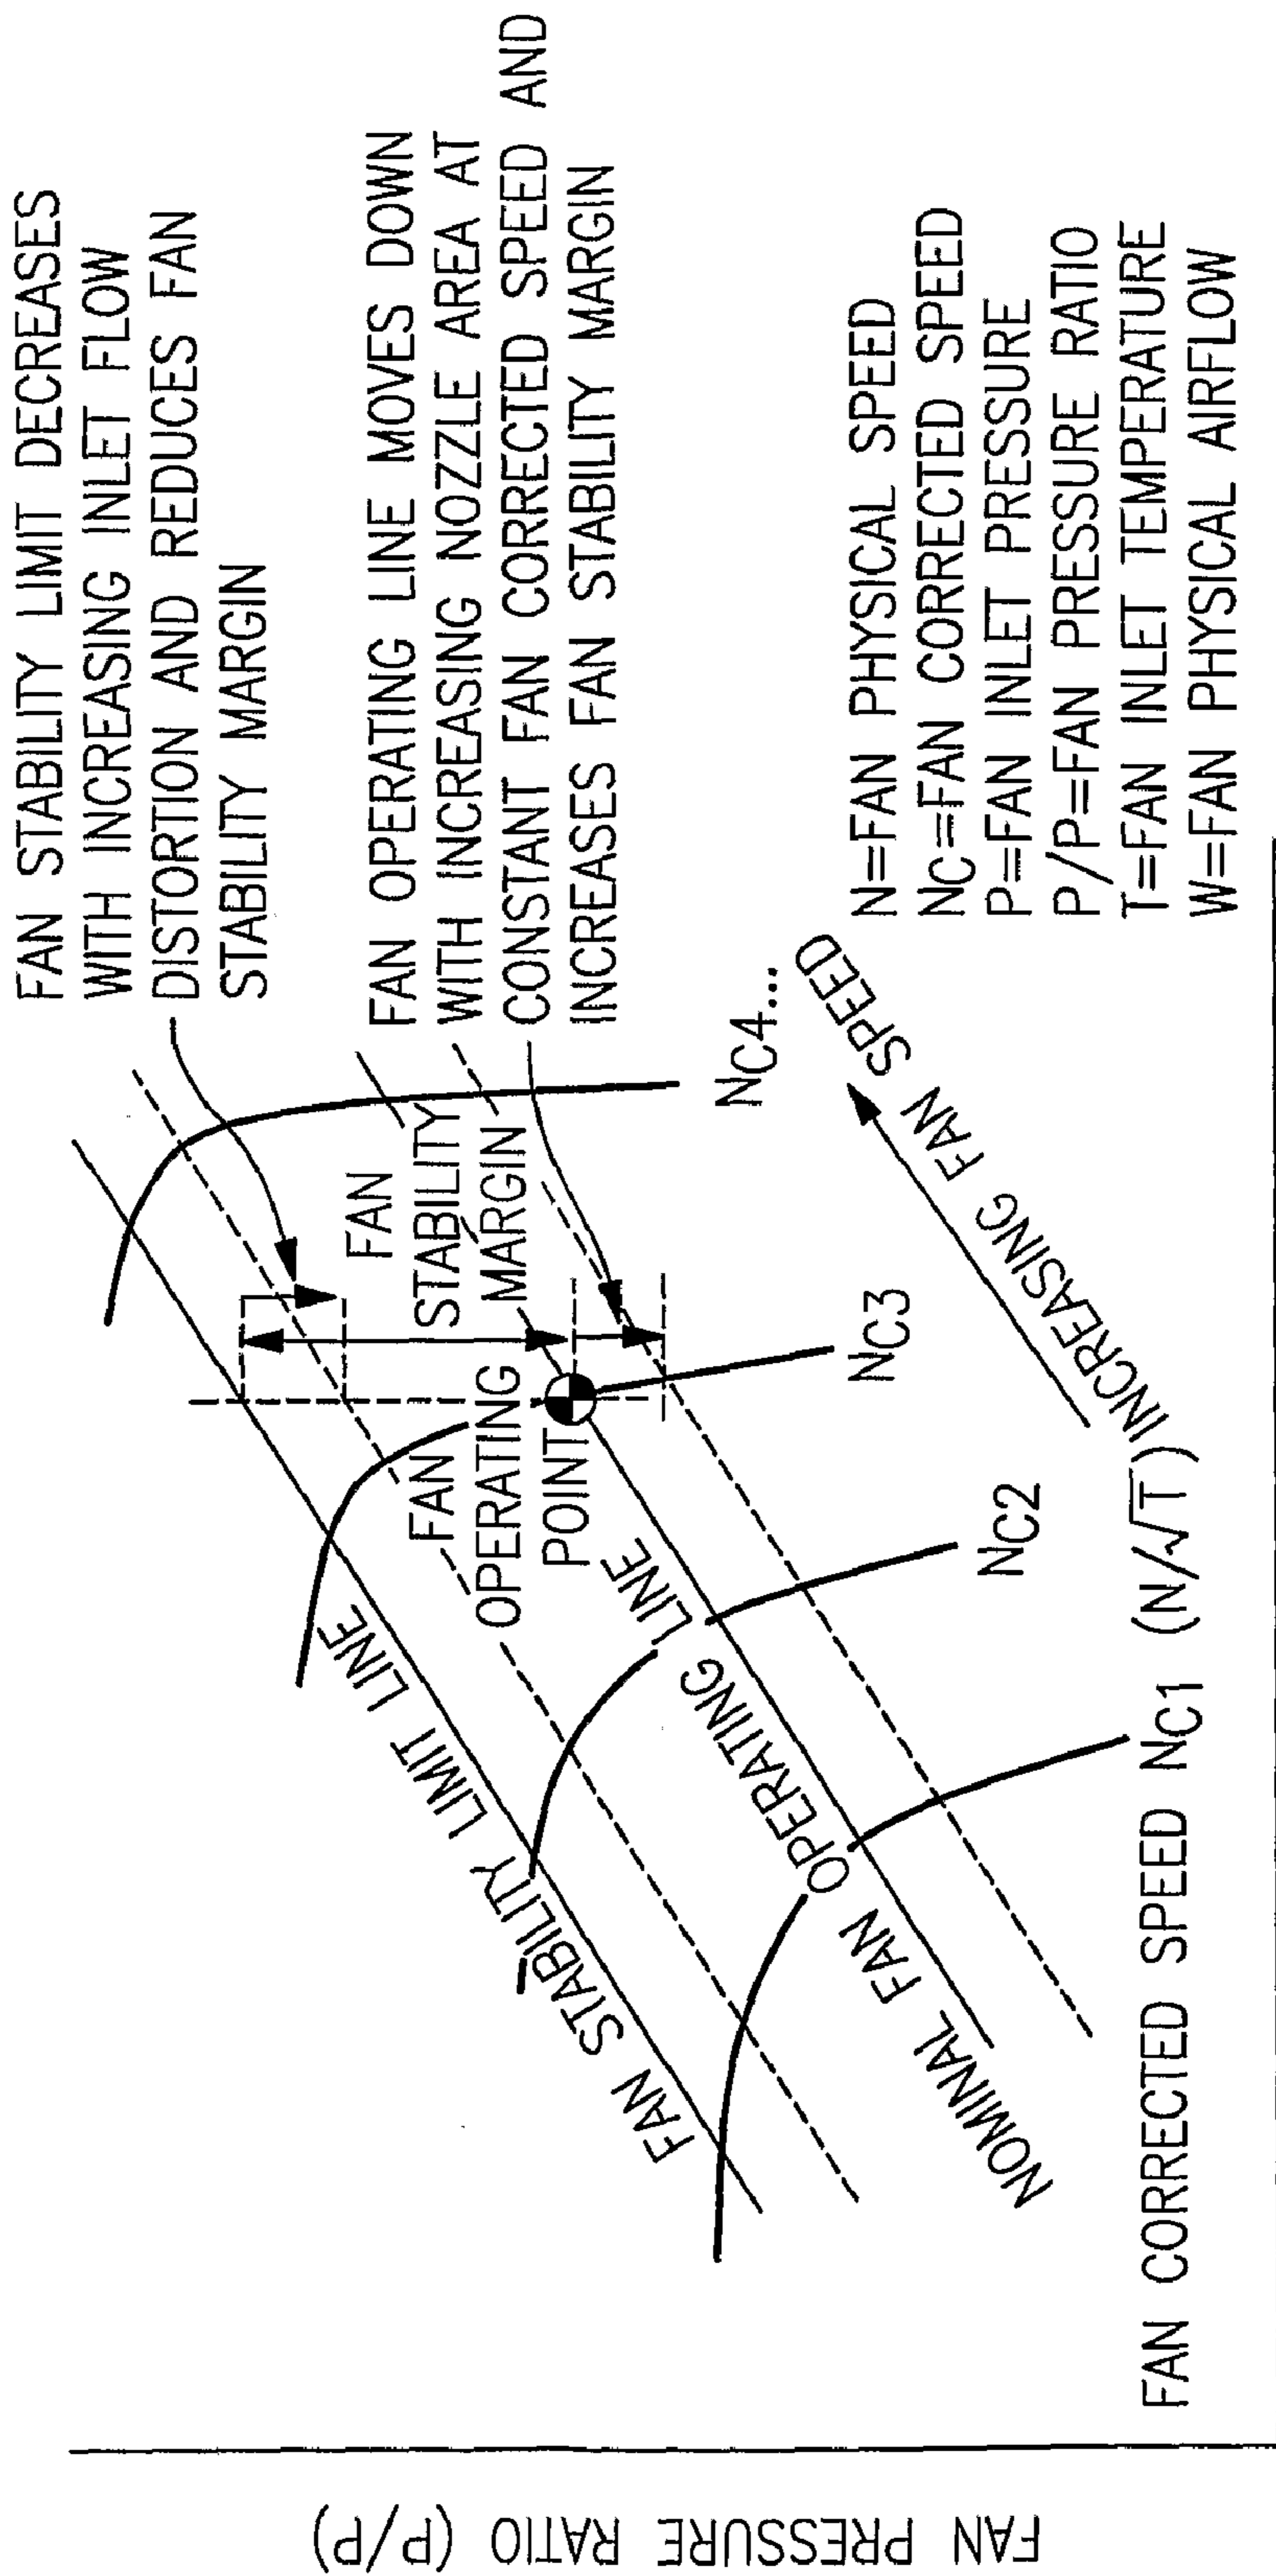 FAN STABILITY LIMIT DECREASES
WITH INCREASING INLET FLOW
DISTORTION AND REDUCES FAN
STABILITY MARGIN
FAN OPERATING LINE MOVES DOWN
WITH INCREASING NOZZLE AREA AT
CONSTANT FAN CORRECTED SPEED AND
INCREASES FAN STABILITY MARGIN
FAN
STABILITY
MARGIN
FAN
OPERATING
POINT
FAN STABILITY LIMIT LINE
NOMINAL FAN OPERATING LINE
NC4...
NC3
NC2
FAN CORRECTED SPEED NC1 (N/√T)
INCREASING FAN SPEED
N=FAN PHYSICAL SPEED
NC=FAN CORRECTED SPEED
P=FAN INLET PRESSURE
P/P=FAN PRESSURE RATIO
T=FAN INLET TEMPERATURE
W=FAN PHYSICAL AIRFLOW
FAN PRESSURE RATIO (P/P)